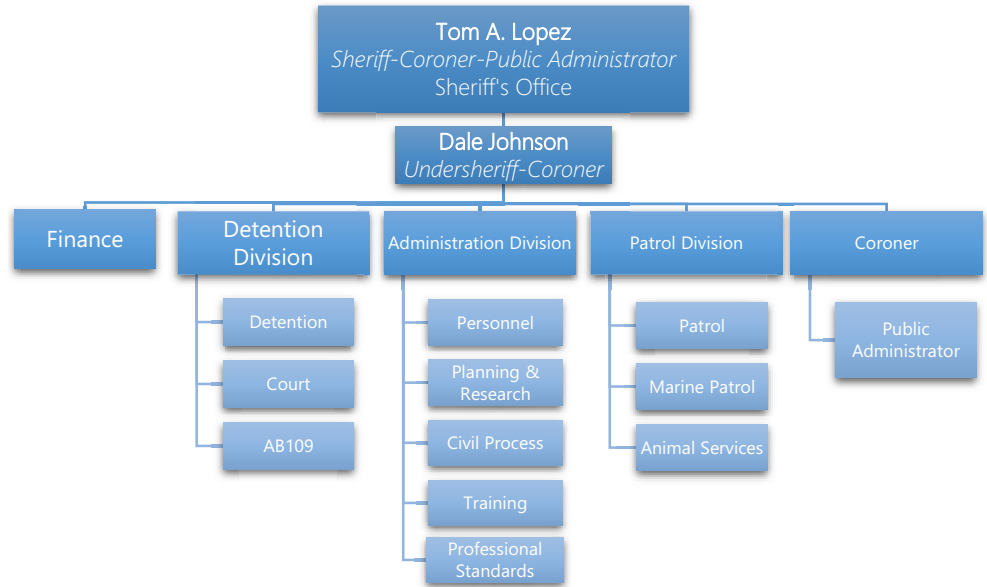 Tom A. Lopez
Sheriff-Coroner-Public Administrator
Sheriff's Office
Dale Johnson
Undersheriff-Coroner
Finance
Detention
Division
Detention
Court
AB109
Administration Division
Personnel
Planning &
Research
Civil Process
Training
Professional
Standards
Patrol Division
Patrol
Marine Patrol
Animal Services
Coroner
Public
Administrator